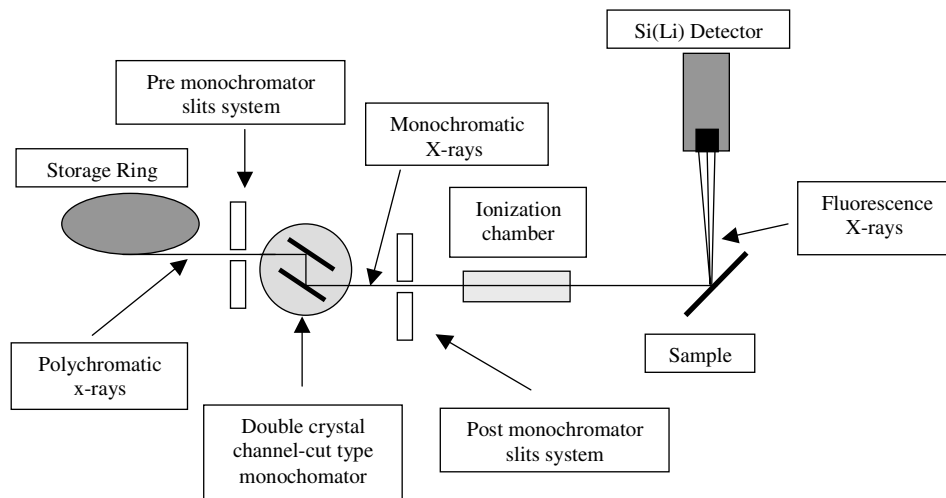 Si(Li) Detector
Pre monochromator
slits system
Monochromatic
X-rays
Storage Ring
Ionization
chamber
Fluorescence
X-rays
Polychromatic
x-rays
Sample
Double crystal
channel-cut type
monochomator
Post monochromator
slits system